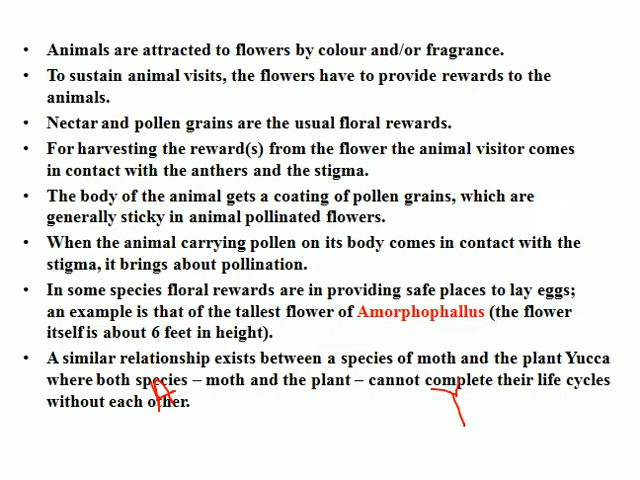 • Animals are attracted to flowers by colour and/or fragrance.
• To sustain animal visits, the flowers have to provide rewards to the
animals.
• Nectar and pollen grains are the usual floral rewards.
• For harvesting the reward(s) from the flower the animal visitor comes
in contact with the anthers and the stigma.
• The body of the animal gets a coating of pollen grains, which are
generally sticky in animal pollinated flowers.
• When the animal carrying pollen on its body comes in contact with the
stigma, it brings about pollination.
• In some species floral rewards are in providing safe places to lay eggs;
an example is that of the tallest flower of Amorphophallus (the flower
itself is about 6 feet in height).
• A similar relationship exists between a species of moth and the plant Yucca
where both species – moth and the plant – cannot complete their life cycles
without each other.
A Y